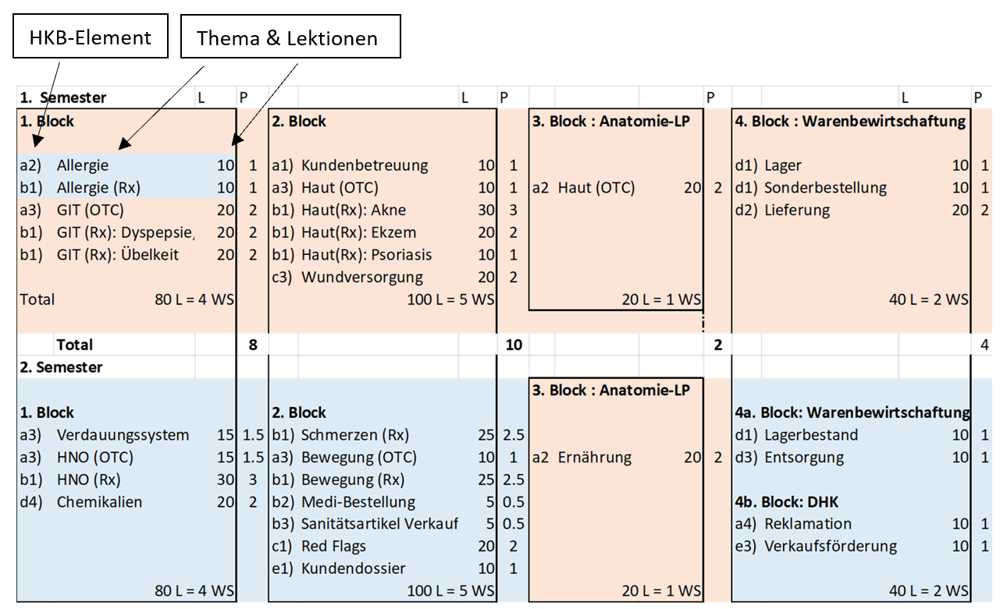 HKB-Element
Thema & Lektionen
1. Semester L P L P P L P
1. Block 2. Block 3. Block : Anatomie-LP 4. Block : Warenbewirtschaftung
a2) Allergie 10 1 a1) Kundenbetreuung 10 1 d1) Lager 10 1
b1) Allergie (Rx) 10 1 a3) Haut (OTC) 10 1 a2 Haut (OTC) 20 2 d1) Sonderbestellung 10 1
a3) GIT (OTC) 20 2 b1) Haut(Rx): Akne 30 3 d2) Lieferung 20 2
b1) GIT (Rx): Dyspepsie, 20 2 b1) Haut(Rx): Ekzem 20 2
b1) GIT (Rx): Übelkeit 20 2 b1) Haut(Rx): Psoriasis 10 1
c3) Wundversorgung 20 2
Total 80 L = 4 WS 100 L = 5 WS 20 L = 1 WS 40 L = 2 WS
Total 8 10 2 4
2. Semester
3. Block : Anatomie-LP
1. Block 2. Block 4a. Block: Warenbewirtschaftung
a3) Verdauungssystem 15 1.5 b1) Schmerzen (Rx) 25 2.5 d1) Lagerbestand 10 1
a3) HNO (OTC) 15 1.5 a3) Bewegung (OTC) 10 1 a2 Ernährung 20 2 d3) Entsorgung 10 1
b1) HNO (Rx) 30 3 b1) Bewegung (Rx) 25 2.5
d4) Chemikalien 20 2 b2) Medi-Bestellung 5 0.5 4b. Block: DHK
b3) Sanitätsartikel Verkauf 5 0.5 a4) Reklamation 10 1
c1) Red Flags 20 2 e3) Verkaufsförderung 10 1
e1) Kundendossier 10 1
80 L = 4 WS 100 L = 5 WS 20 L = 1 WS 40 L = 2 WS